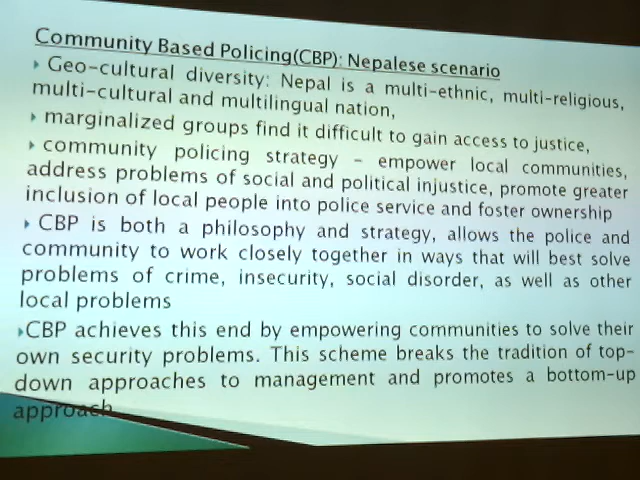 Community Based Policing(CBP): Nepalese scenario
Geo-cultural diversity: Nepal is a multi-ethnic, multi-religious,
multi-cultural and multilingual nation,
marginalized groups find it difficult to gain access to justice,
community policing strategy – empower local communities,
address problems of social and political injustice, promote greater
inclusion of local people into police service and foster ownership
CBP is both a philosophy and strategy, allows the police and
community to work closely together in ways that will best solve
problems of crime, insecurity, social disorder, as well as other
local problems
CBP achieves this end by empowering communities to solve their
own security problems. This scheme breaks the tradition of top-
down approaches to management and promotes a bottom-up
approach